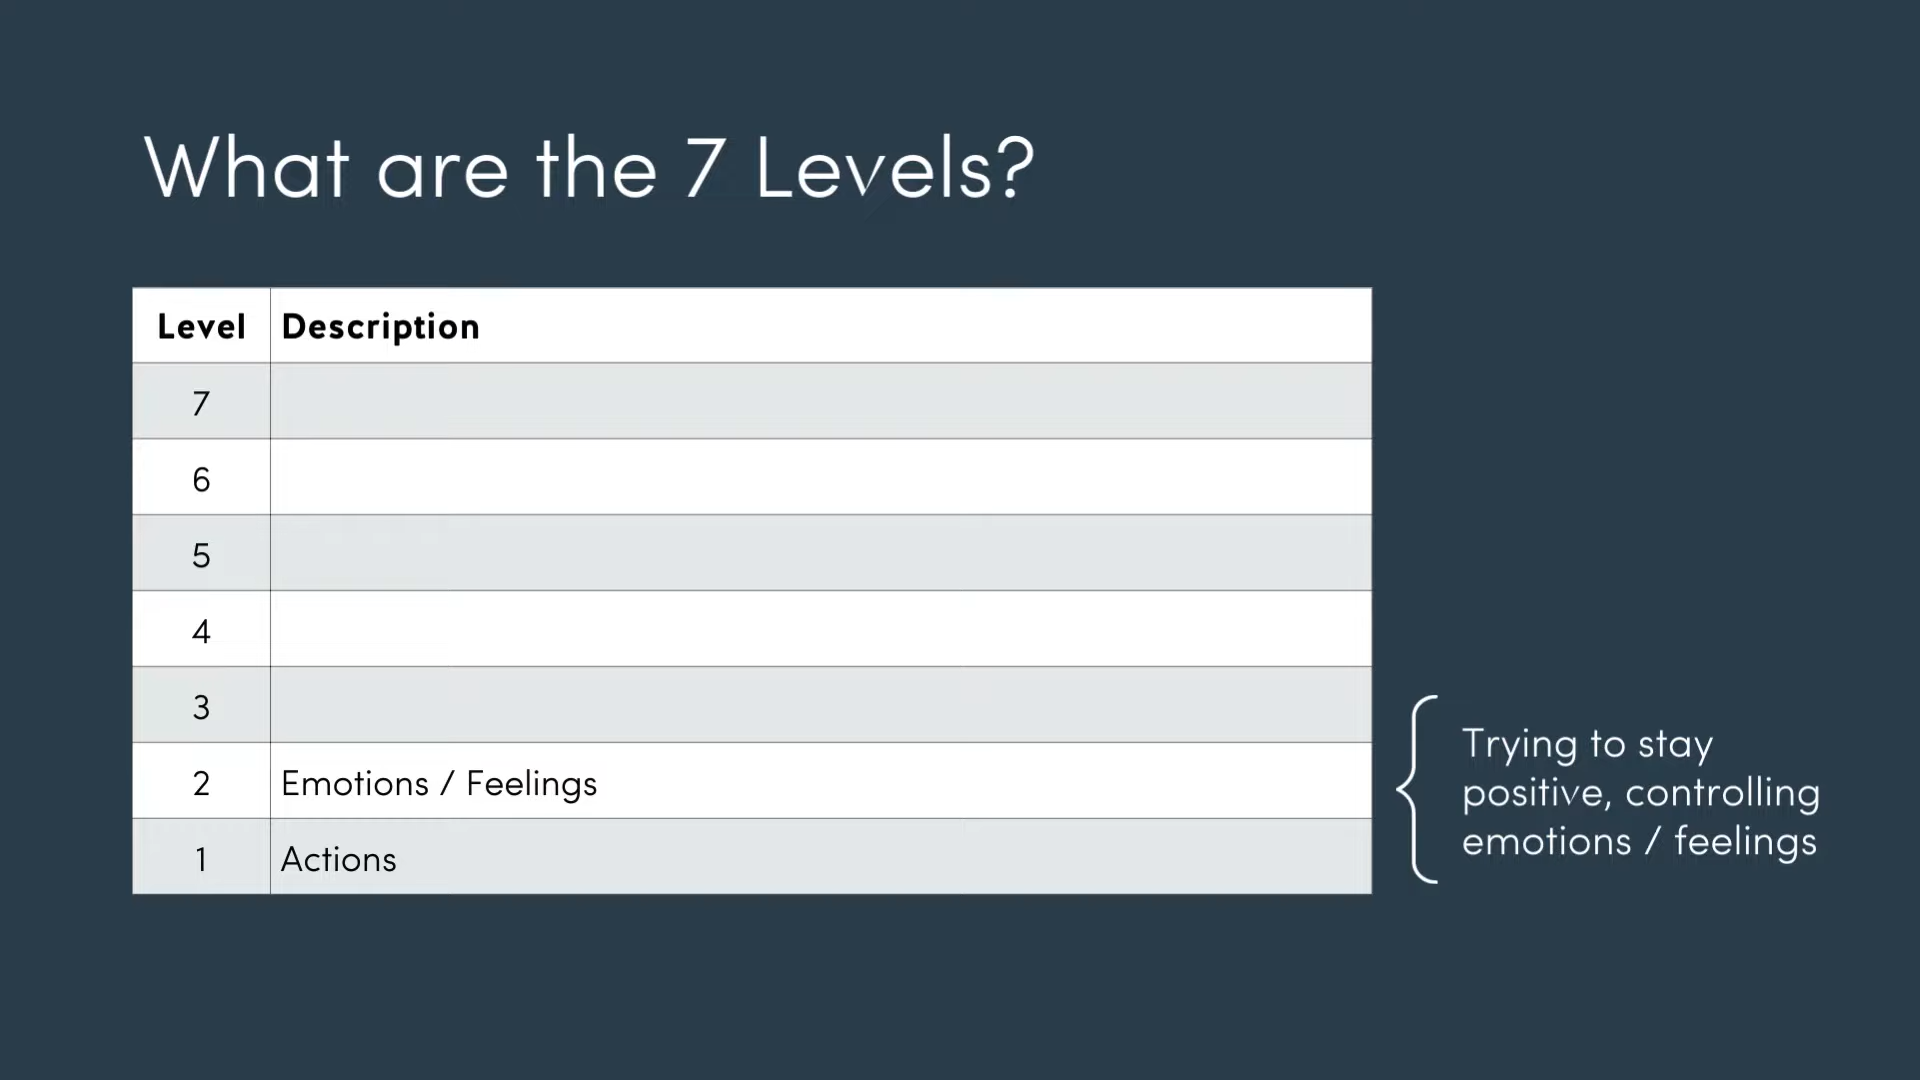 What are the 7 Levels?
Level Description
7
6
5
4
3
2 Emotions / Feelings
1 Actions
Trying to stay
positive, controlling
emotions / feelings